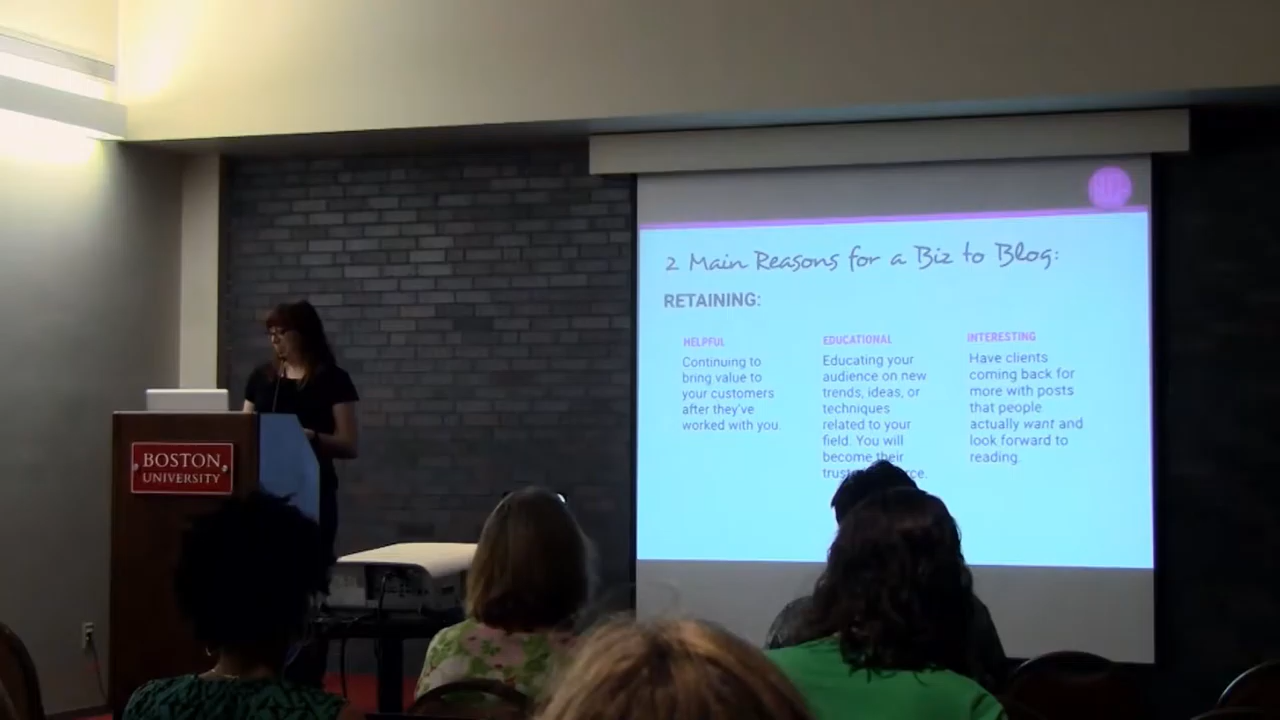 2 Main Reasons for a Biz to Blog:
RETAINING:
HELPFUL
Continuing to
bring value to
your customers
after they've
worked with you.
EDUCATIONAL
Educating your
audience on new
trends, ideas, or
techniques
related to your
field. You will
become their
INTERESTING
Have clients
coming back for
more with posts
that people
actually want and
look forward to
reading.
BOSTON
UNIVERSITY